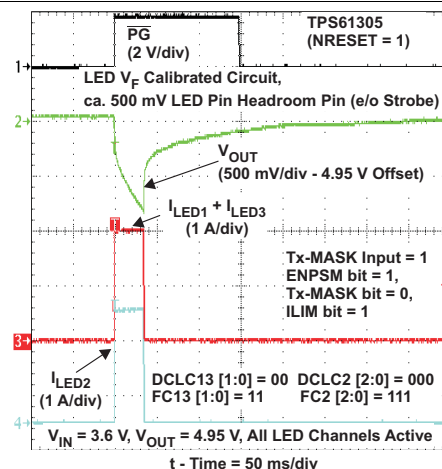 PG
(2 V/div)
TPS61305
(NRESET = 1)
1
LED VF Calibrated Circuit,
ca. 500 mV LED Pin Headroom Pin (e/o Strobe)
2
VOUT
(500 mV/div - 4.95 V Offset)
ILED1 + ILED3
(1 A/div)
Tx-MASK Input = 1
ENPSM bit = 1,
Tx-MASK bit = 0,
ILIM bit = 1
3
ILED2
(1 A/div)
DCLC13 [1:0] = 00 DCLC2 [2:0] = 000
FC13 [1:0] = 11 FC2 [2:0] = 111
4
VIN = 3.6 V, VOUT = 4.95 V, All LED Channels Active
t - Time = 50 ms/div